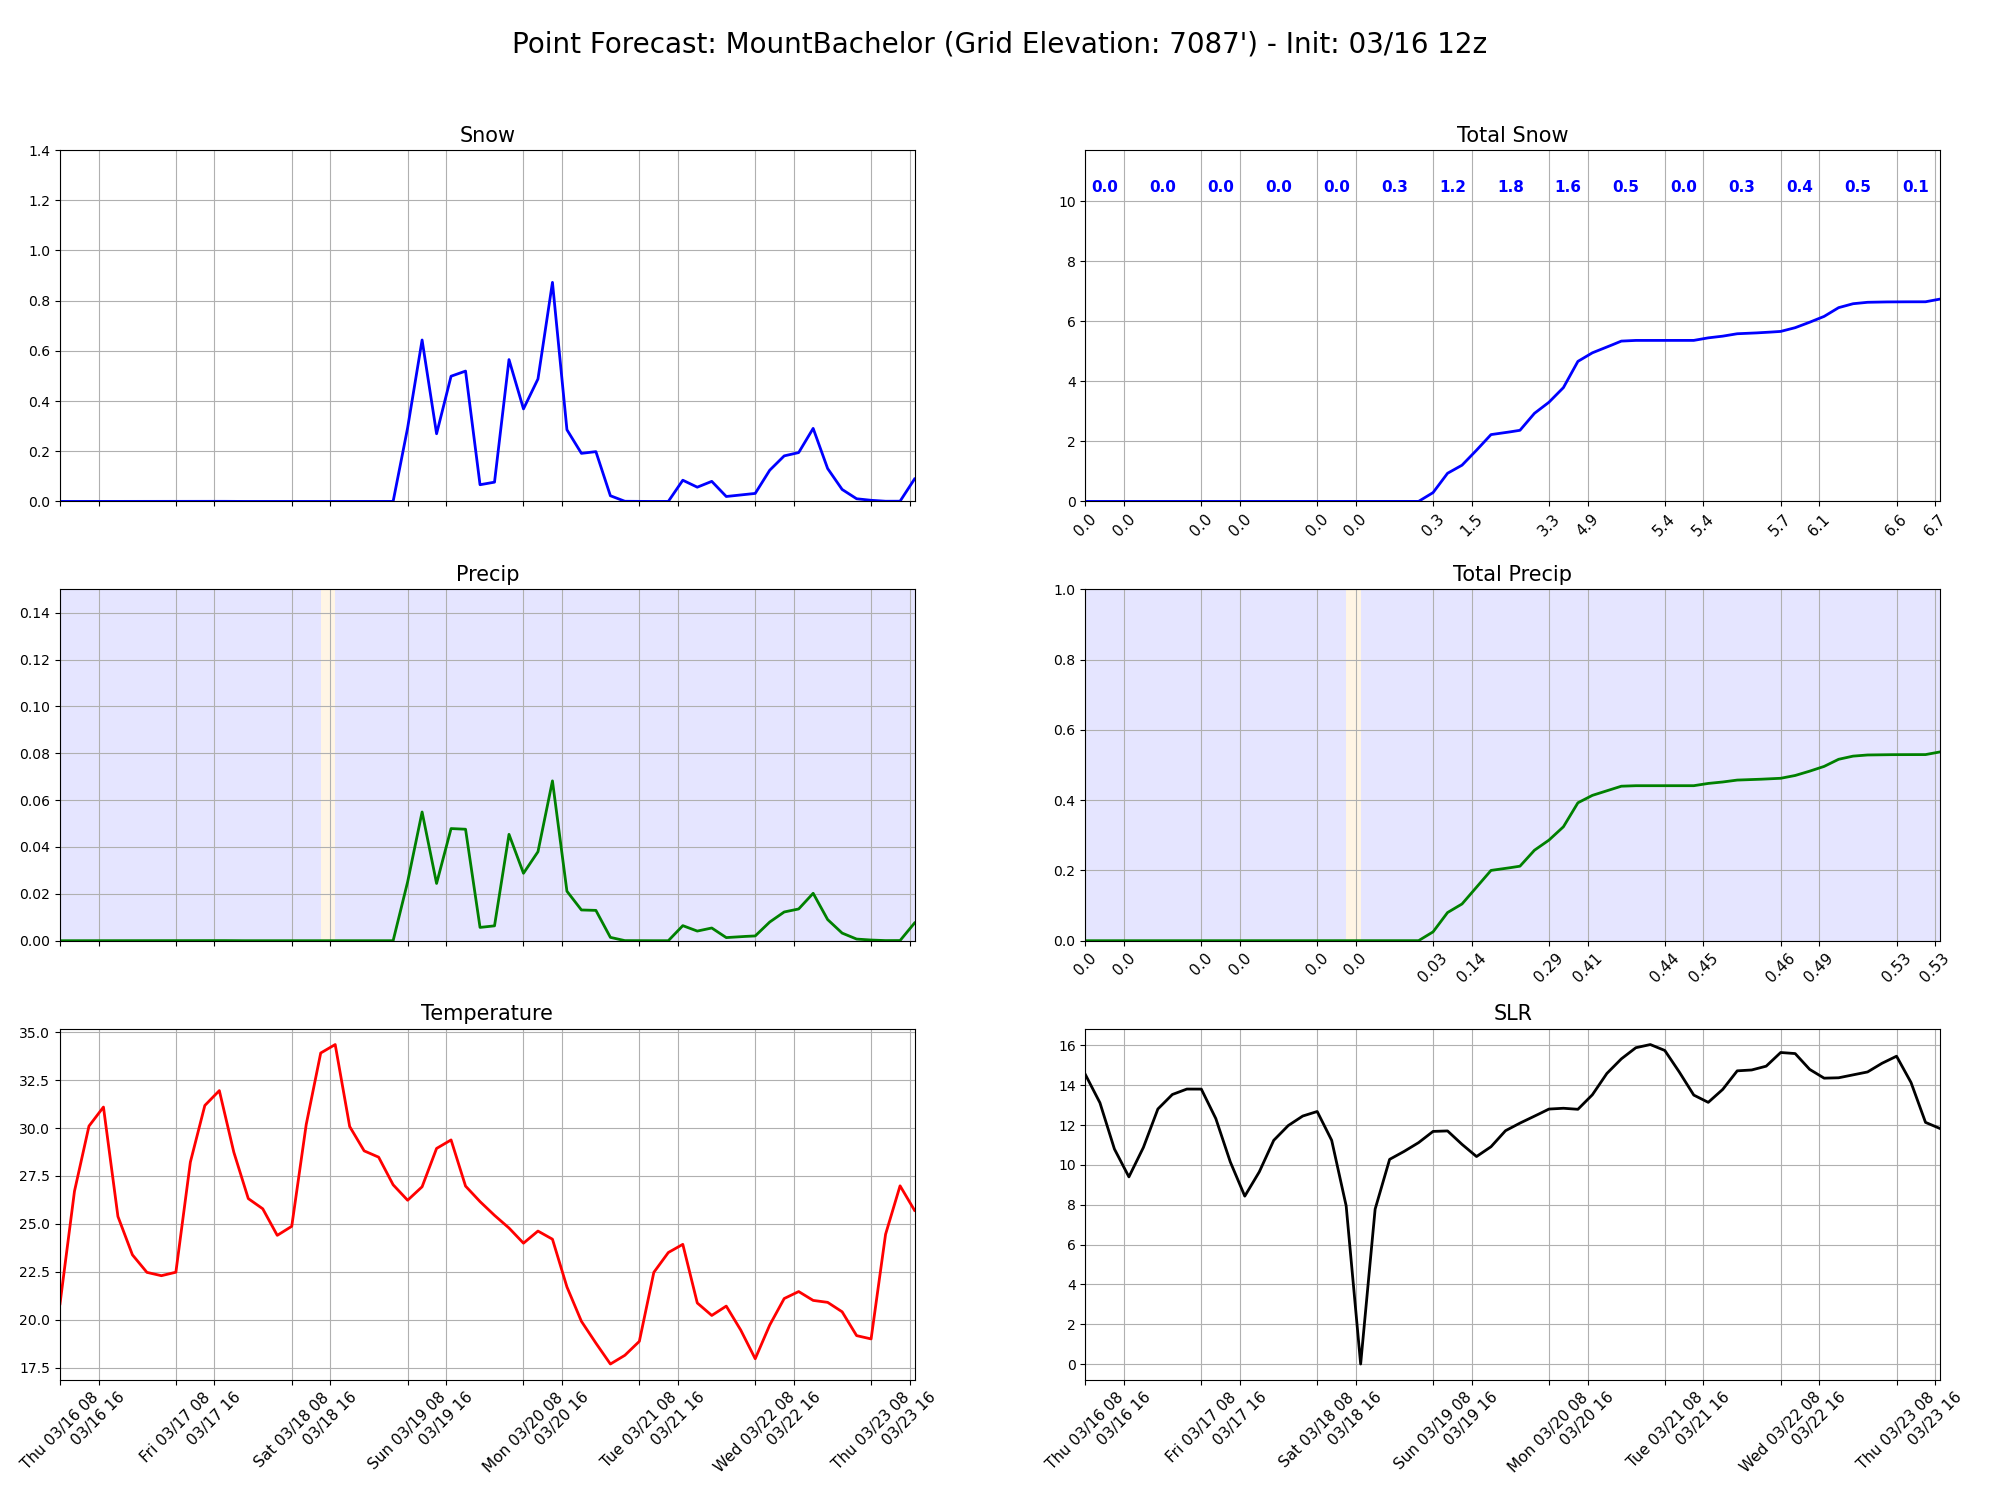 Point Forecast: MountBachelor (Grid Elevation: 7087') - Init: 03/16 12z
Snow
1.4
1.2
1.0
0.8
0.6
0.4
0.2
0.0
Total Snow
0.0 0.0 0.0 0.0 0.0 0.3 1.2 1.8 1.6 0.5 0.0 0.3 0.4 0.5 0.1
10
8
6
4
2
0
0.0 0.0 0.0 0.0 0.0 0.0 0.3 1.5 3.3 4.9 5.4 5.4 5.7 6.1 6.6 6.7
Precip
0.14
0.12
0.10
0.08
0.06
0.04
0.02
0.00
Total Precip
1.0
0.8
0.6
0.4
0.2
0.0
0.0 0.0 0.0 0.0 0.0 0.0 0.03 0.14 0.29 0.41 0.44 0.45 0.46 0.49 0.53 0.53
Temperature
35.0
32.5
30.0
27.5
25.0
22.5
20.0
17.5
Thu 03/16 08
03/16 16
Fri 03/17 08
03/17 16
Sat 03/18 08
03/18 16
Sun 03/19 08
03/19 16
Mon 03/20 08
03/20 16
Tue 03/21 08
03/21 16
Wed 03/22 08
03/22 16
Thu 03/23 08
03/23 16
SLR
16
14
12
10
8
6
4
2
0
Thu 03/16 08
03/16 16
Fri 03/17 08
03/17 16
Sat 03/18 08
03/18 16
Sun 03/19 08
03/19 16
Mon 03/20 08
03/20 16
Tue 03/21 08
03/21 16
Wed 03/22 08
03/22 16
Thu 03/23 08
03/23 16